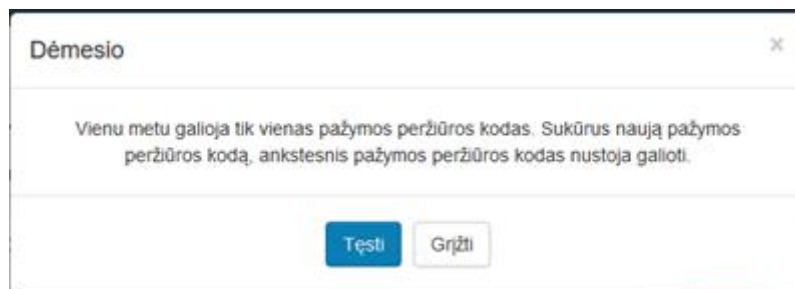 Dėmesio
Vienu metu galioja tik vienas pažymos peržiūros kodas. Sukūrus naują pažymos
peržiūros kodą, ankstesnis pažymos peržiūros kodas nustoja galioti.
Tęsti Grįžti